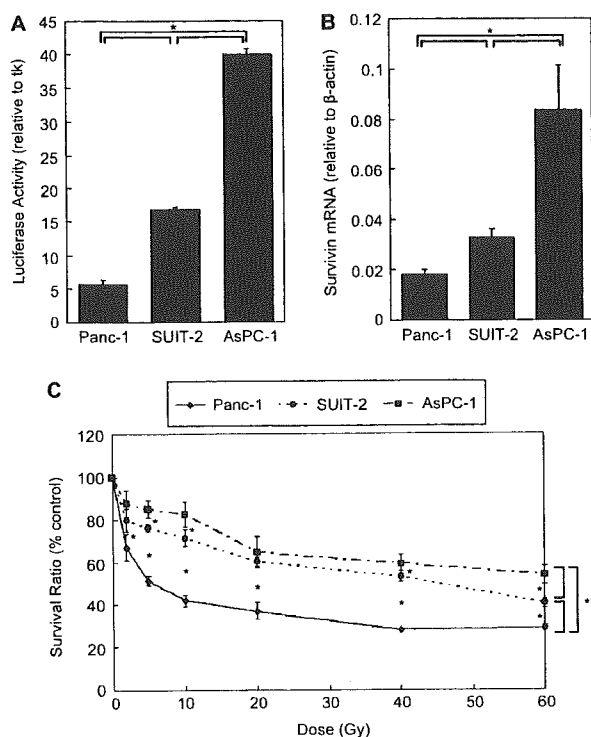 A
*
Luciferase Activity (relative to tk)
45
40
35
30
25
20
15
10
5
0
Panc-1 SUIT-2 AsPC-1
B
*
Survivin mRNA (relative to β-actin)
0.12
0.1
0.08
0.06
0.04
0.02
0
Panc-1 SUIT-2 AsPC-1
C
Panc-1 SUIT-2 AsPC-1
Survival Ratio (% control)
120
100
80
60
40
20
0
* * * * * * * * * * *
0 10 20 30 40 50 60
Dose (Gy)